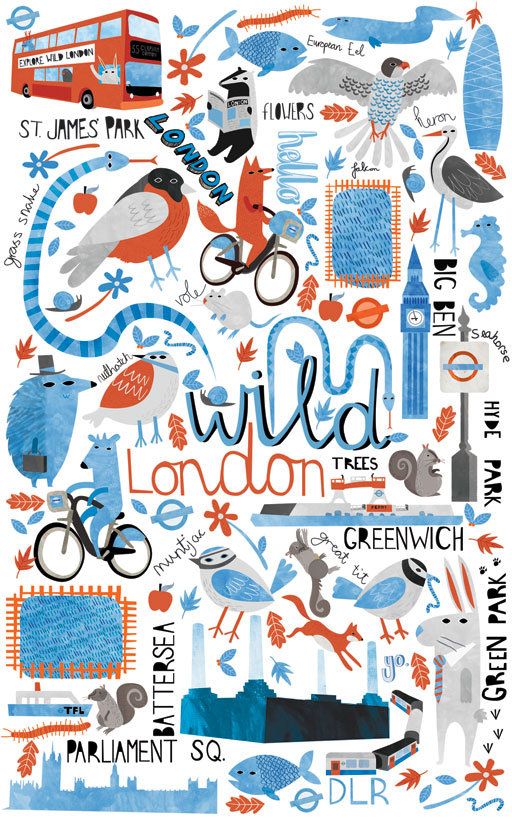 European Eel
EXPLORE WILD LONDON
55
ST. JAMES' PARK
LONDON
LONDON
FLOWERS
hello
heron
falcon
grass snake
vole
BIG BEN
seahorse
nuthatch
wild
London
TREES
HYDE PARK
FERRY
GREENWICH
muntjac
great tit
GREEN PARK
BATTERSEA
yo.
TFL
PARLIAMENT SQ.
DLR